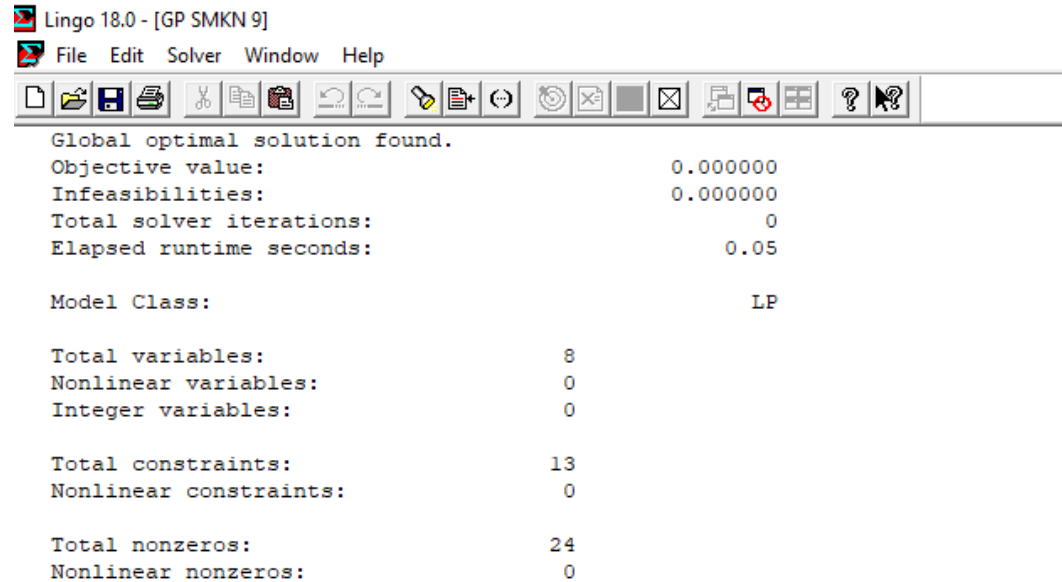 Lingo 18.0 - [GP SMKN 9]
File Edit Solver Window Help
Global optimal solution found.
Objective value: 0.000000
Infeasibilities: 0.000000
Total solver iterations: 0
Elapsed runtime seconds: 0.05
Model Class: LP
Total variables: 8
Nonlinear variables: 0
Integer variables: 0
Total constraints: 13
Nonlinear constraints: 0
Total nonzeros: 24
Nonlinear nonzeros: 0